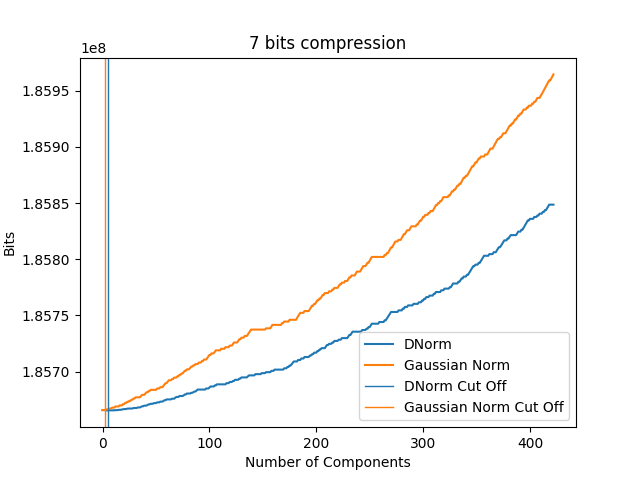 7 bits compression
1e8
1.8595
1.8590
1.8585
1.8580
1.8575
1.8570
Bits
0
100
200
300
400
Number of Components
DNorm
Gaussian Norm
DNorm Cut Off
Gaussian Norm Cut Off